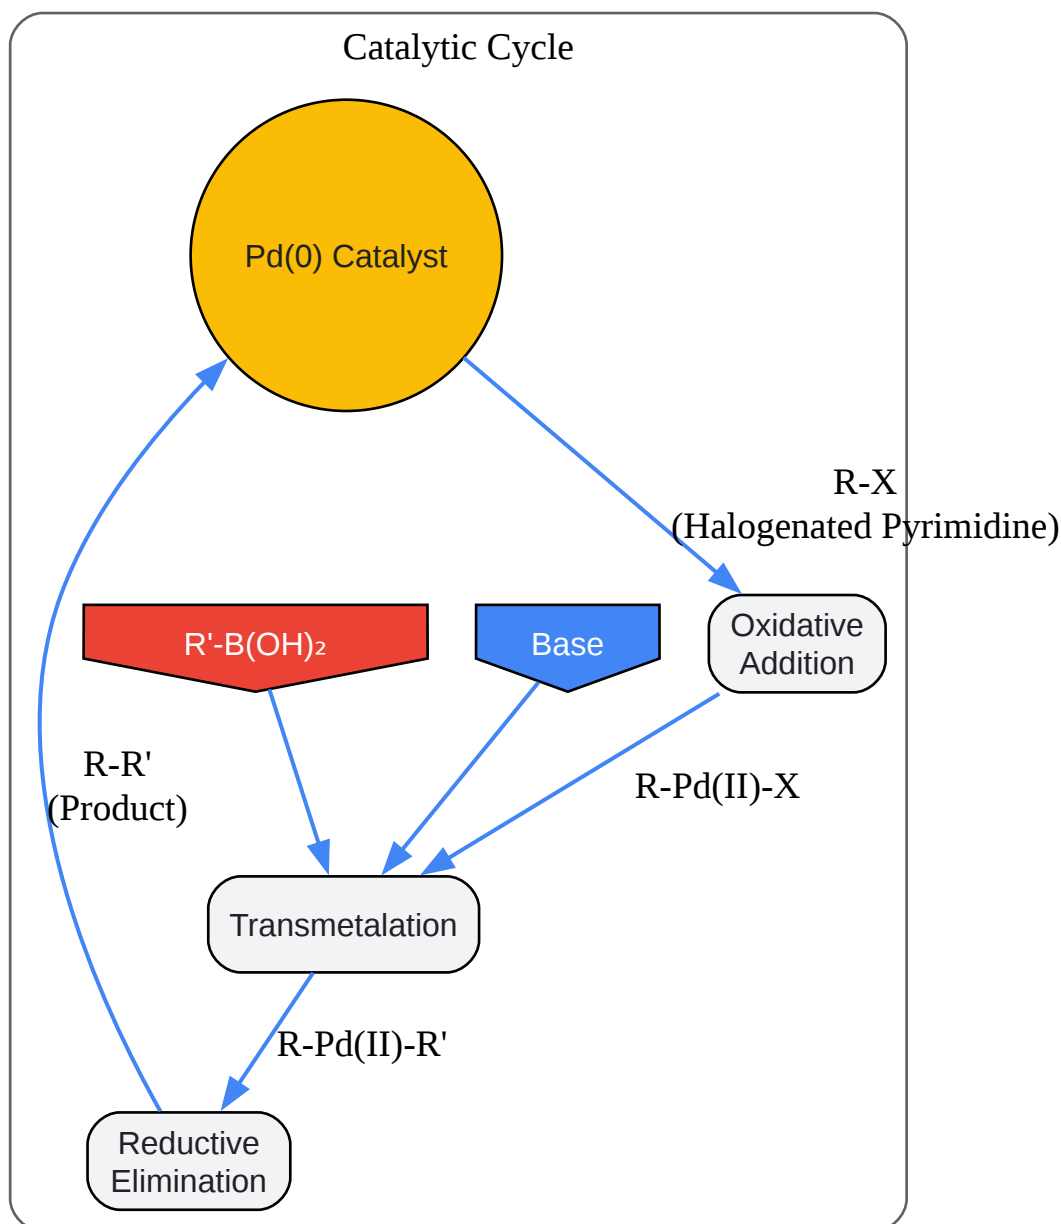 Catalytic Cycle
Pd(0) Catalyst
R-X
(Halogenated Pyrimidine)
R'-B(OH)₂
Base
Oxidative
Addition
R-R'
(Product)
R-Pd(II)-X
Transmetalation
R-Pd(II)-R'
Reductive
Elimination